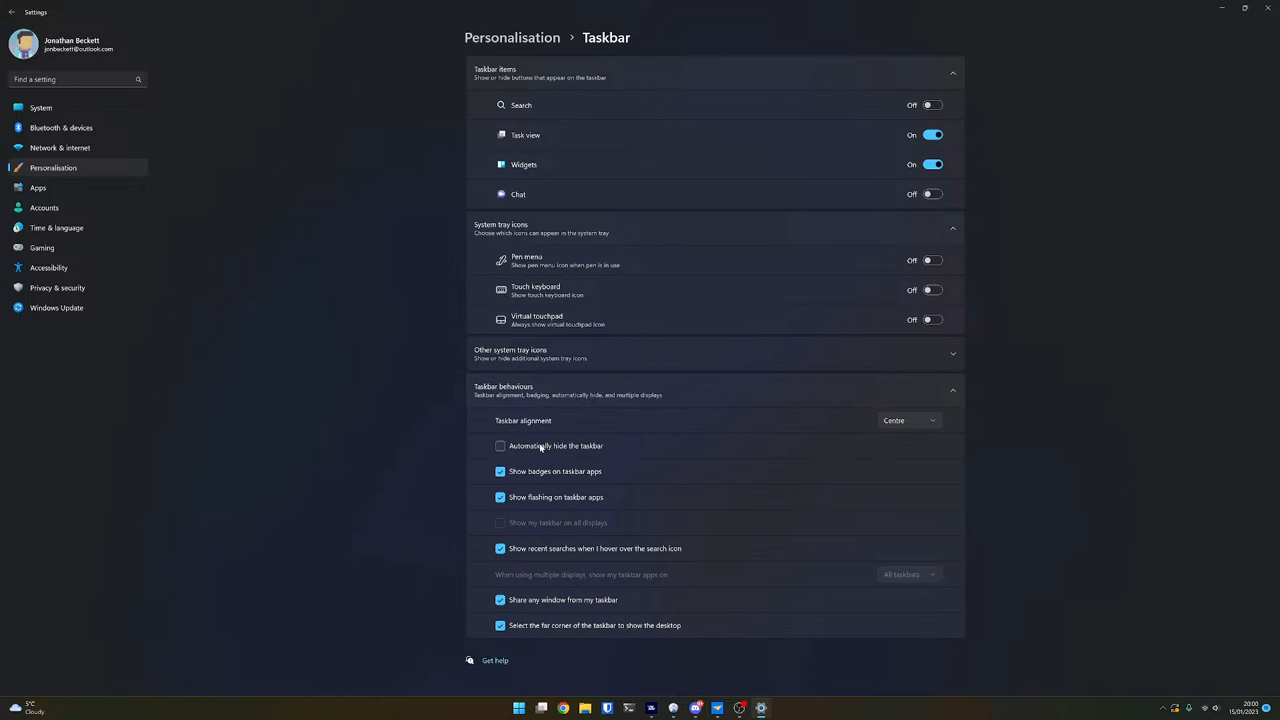 Settings
Jonathan Beckett
jonbeckett@outlook.com
Find a setting
System
Bluetooth & devices
Network & internet
Personalisation
Apps
Accounts
Time & language
Gaming
Accessibility
Privacy & security
Windows Update
Personalisation > Taskbar
Taskbar items
Show or hide buttons that appear on the taskbar
Search Off
Task view On
Widgets On
Chat Off
System tray icons
Choose which icons can appear in the system tray
Pen menu
Show pen menu icon when pen is in use
Off
Touch keyboard
Show touch keyboard icon
Off
Virtual touchpad
Always show virtual touchpad icon
Off
Other system tray icons
Show or hide additional system tray icons
Taskbar behaviours
Taskbar alignment, badging, automatically hide, and multiple displays
Taskbar alignment Centre
Automatically hide the taskbar
Show badges on taskbar apps
Show flashing on taskbar apps
Show my taskbar on all displays
Show recent searches when I hover over the search icon
When using multiple displays, show my taskbar apps on All taskbars
Share any window from my taskbar
Select the far corner of the taskbar to show the desktop
Get help
5°C
Cloudy
20:00
15/01/2023